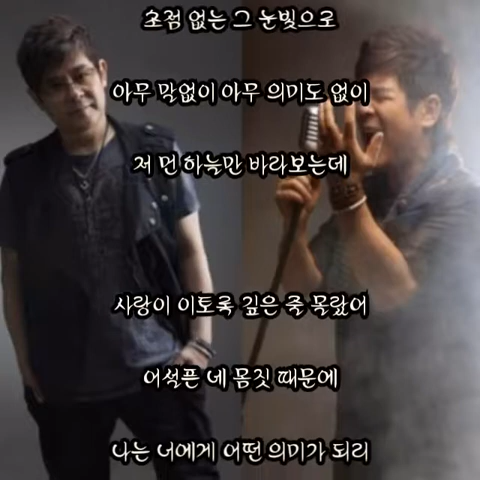 초점 없는 그 눈빛으로
아무 말없이 아무 의미도 없이
저 먼 하늘만 바라보는데
사랑이 이토록 깊은 줄 몰랐어
어설픈 네 몸짓 때문에
나는 너에게 어떤 의미가 되리